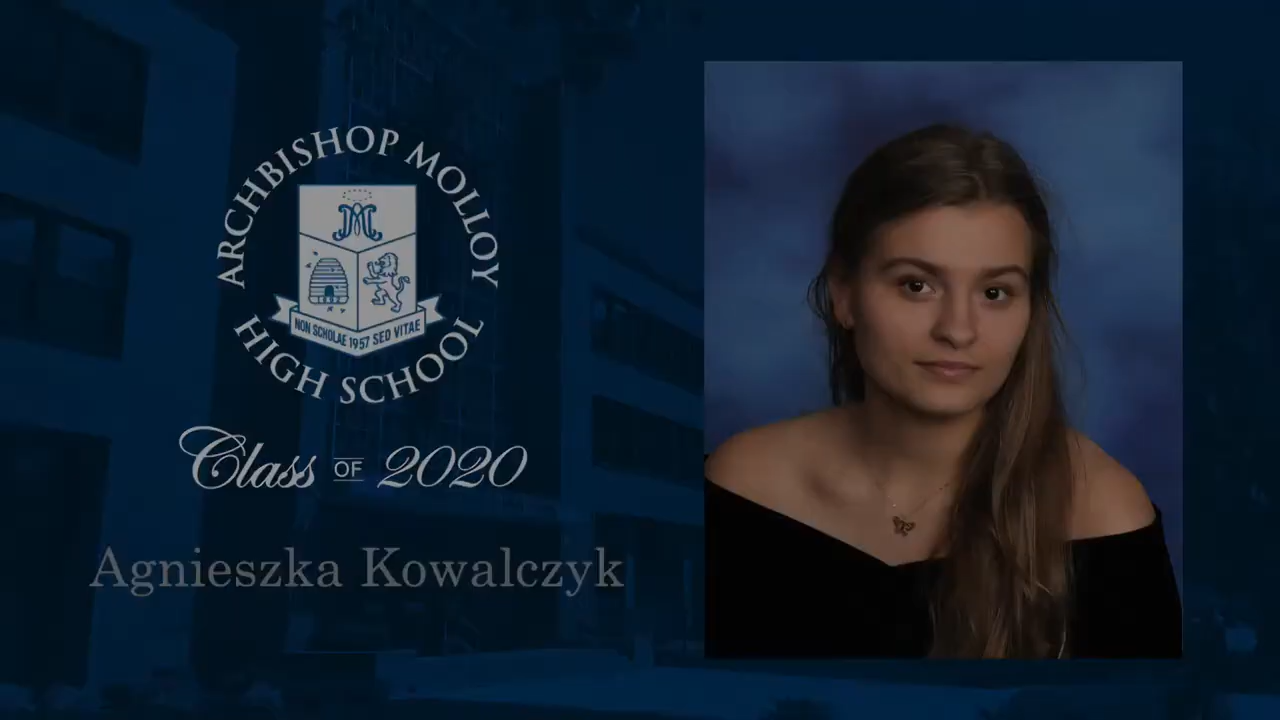 ARCHBISHOP MOLLOY
NON SCHOLAE 1957 SED VITAE
HIGH SCHOOL
Class OF 2020
Agnieszka Kowalczyk